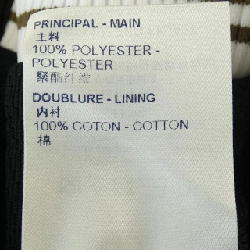 PRINCIPAL - MAIN
主料
100% POLYESTER -
POLYESTER
聚酯纤维
DOUBLURE - LINING
内衬
100% COTON - COTTON
棉